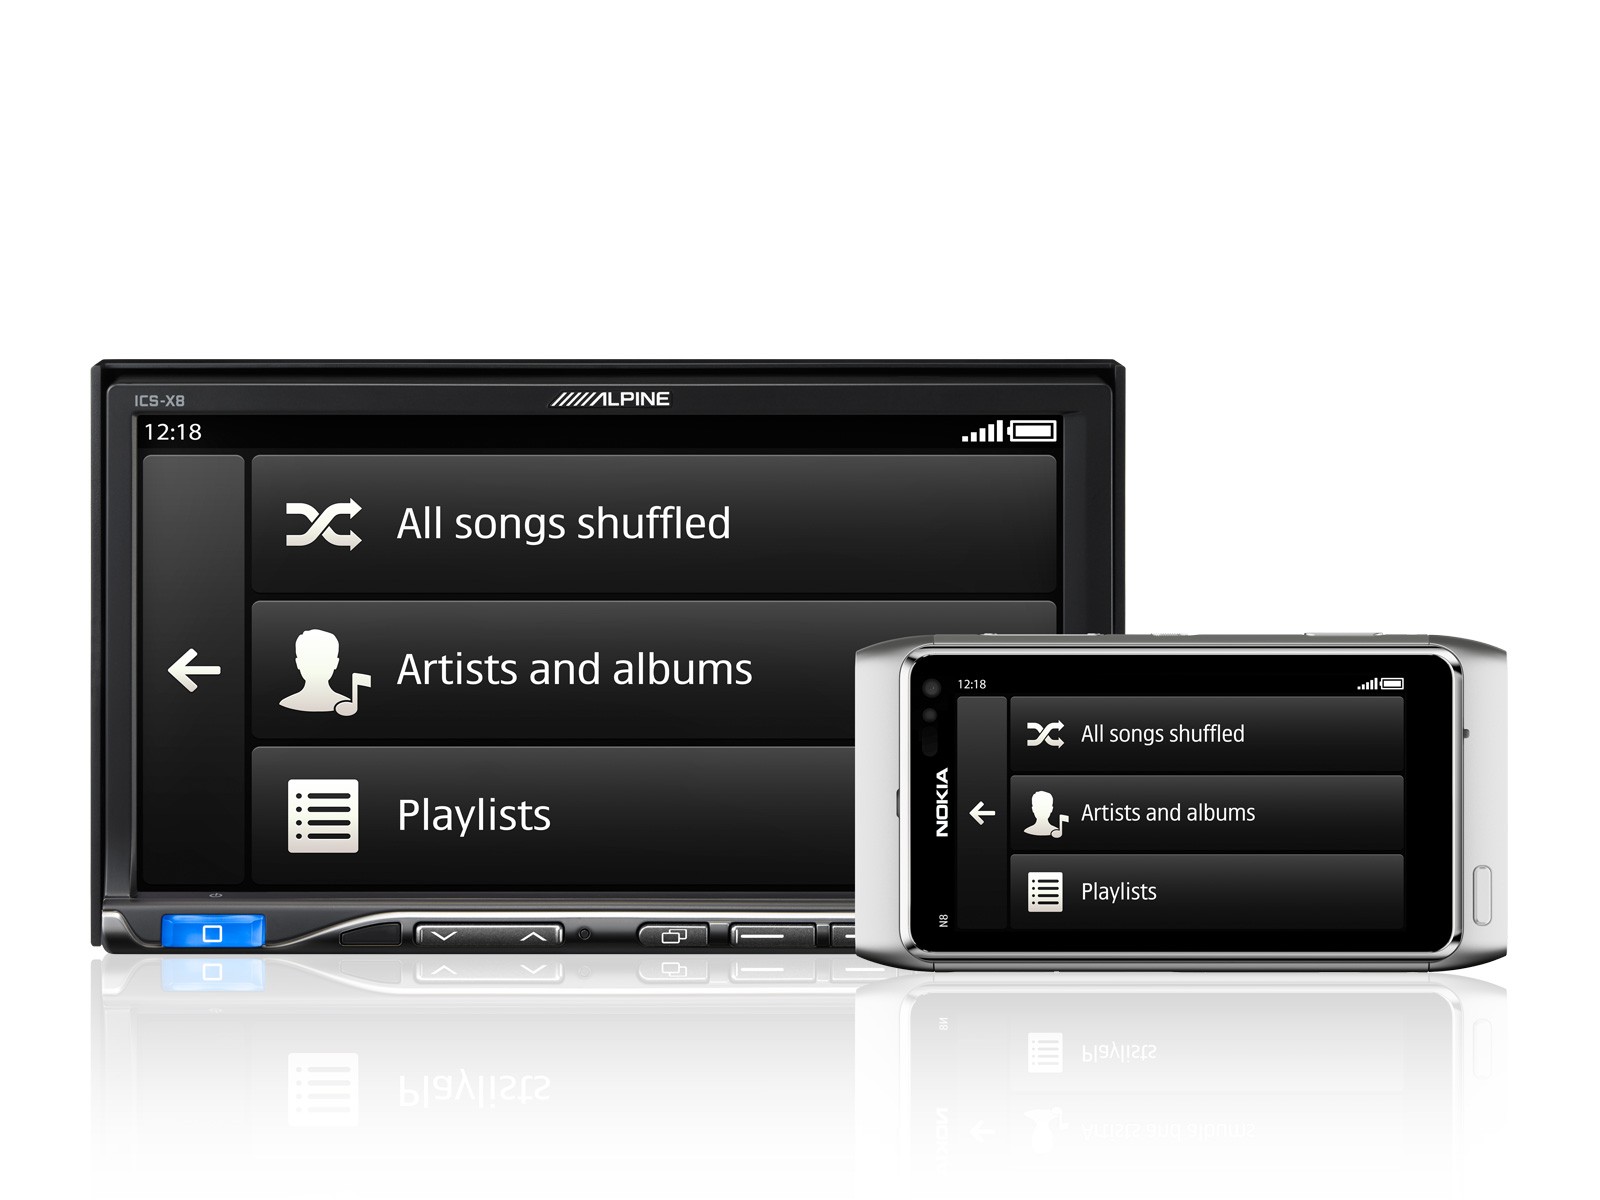 ICS-X8
ALPINE
12:18
All songs shuffled
Artists and albums
Playlists
NOKIA
N8
12:18
All songs shuffled
Artists and albums
Playlists